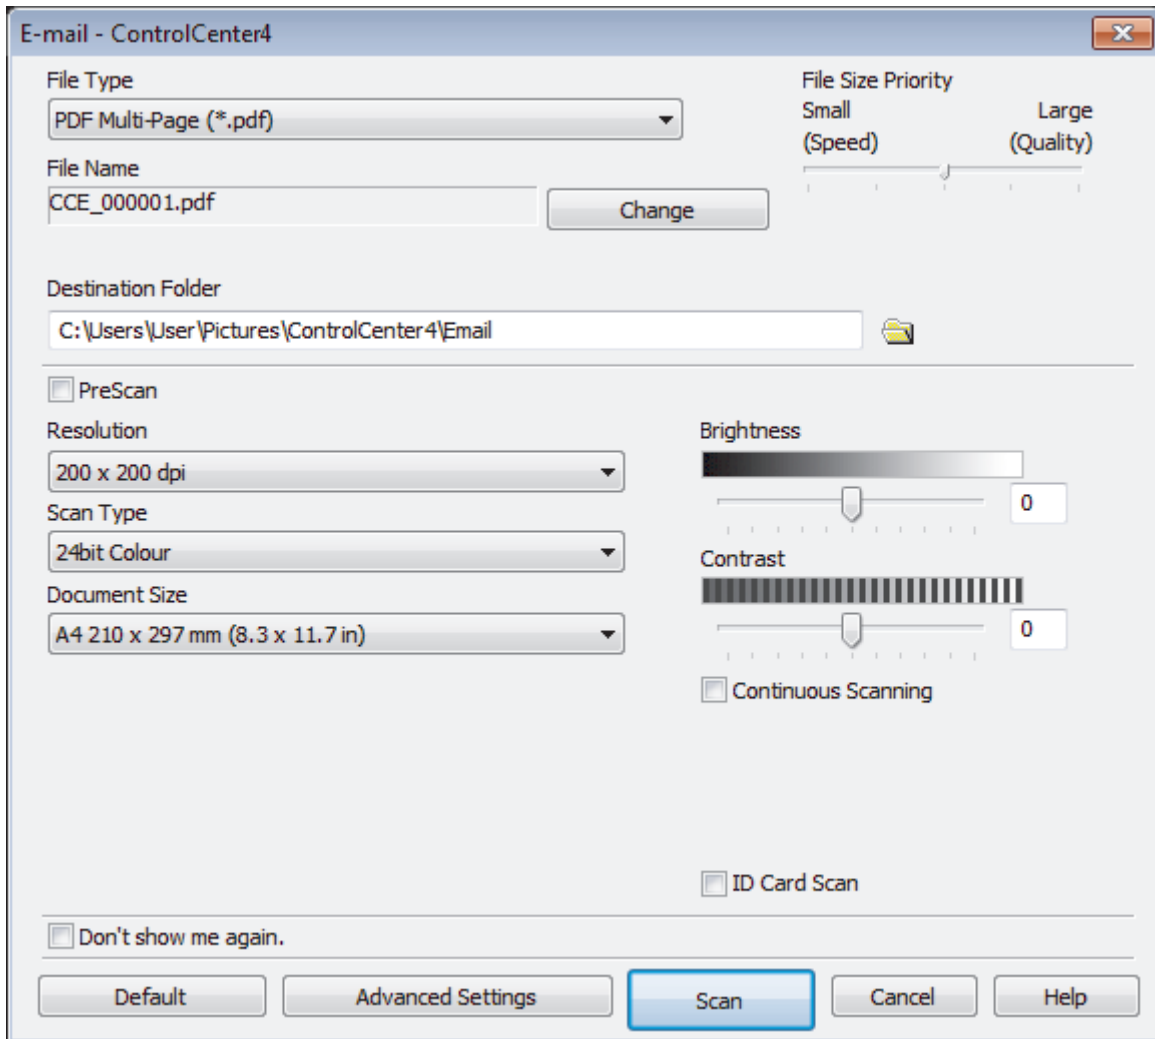 E-mail - ControlCenter4
File Type
PDF Multi-Page (*.pdf)
File Name
CCE_000001.pdf
Change
File Size Priority
Small Large
(Speed) (Quality)
Destination Folder
C:\Users\User\Pictures\ControlCenter4\Email
PreScan
Resolution
200 x 200 dpi
Scan Type
24bit Colour
Document Size
A4 210 x 297 mm (8.3 x 11.7 in)
Brightness
0
Contrast
0
Continuous Scanning
ID Card Scan
Don't show me again.
Default Advanced Settings Scan Cancel Help